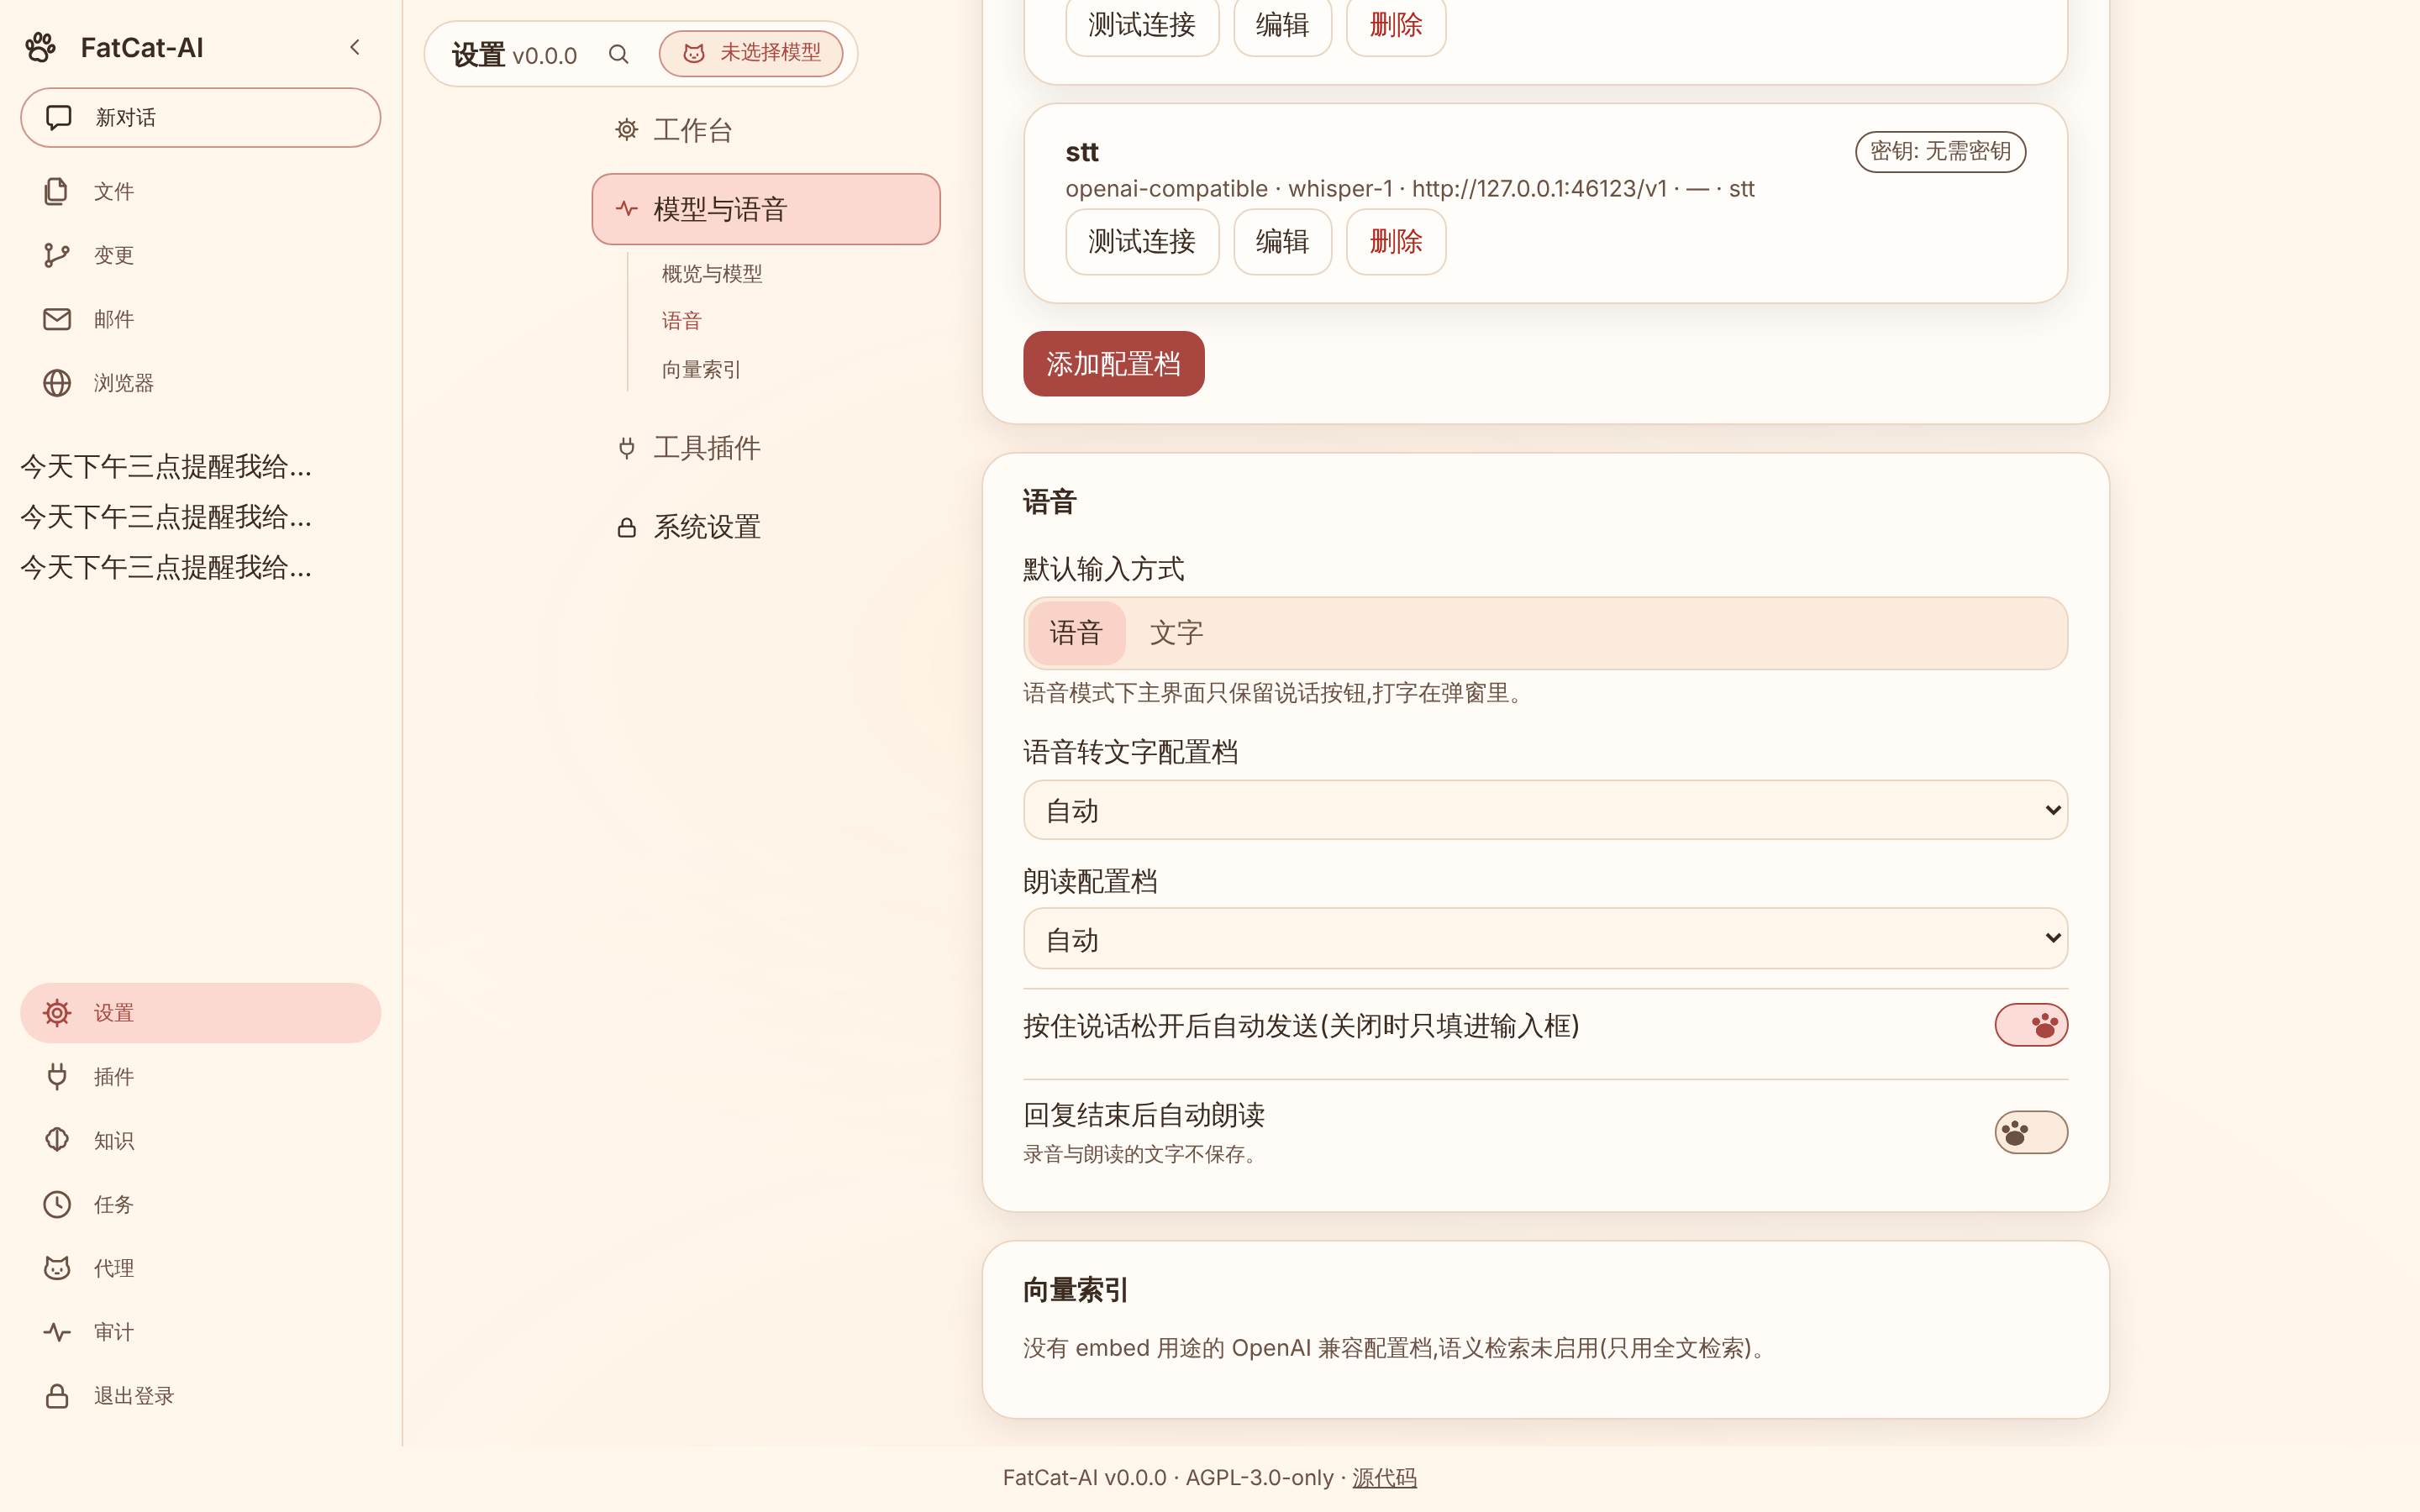 FatCat-AI
新对话
文件
变更
邮件
浏览器
今天下午三点提醒我给...
今天下午三点提醒我给...
今天下午三点提醒我给...
设置
插件
知识
任务
代理
审计
退出登录
设置 v0.0.0
未选择模型
工作台
模型与语音
概览与模型
语音
向量索引
工具插件
系统设置
测试连接 编辑 删除
stt
密钥: 无需密钥
openai-compatible · whisper-1 · http://127.0.0.1:46123/v1 · — · stt
测试连接 编辑 删除
添加配置档
语音
默认输入方式
语音 文字
语音模式下主界面只保留说话按钮,打字在弹窗里。
语音转文字配置档
自动
朗读配置档
自动
按住说话松开后自动发送(关闭时只填进输入框)
回复结束后自动朗读
录音与朗读的文字不保存。
向量索引
没有 embed 用途的 OpenAI 兼容配置档,语义检索未启用(只用全文检索)。
FatCat-AI v0.0.0 · AGPL-3.0-only · 源代码